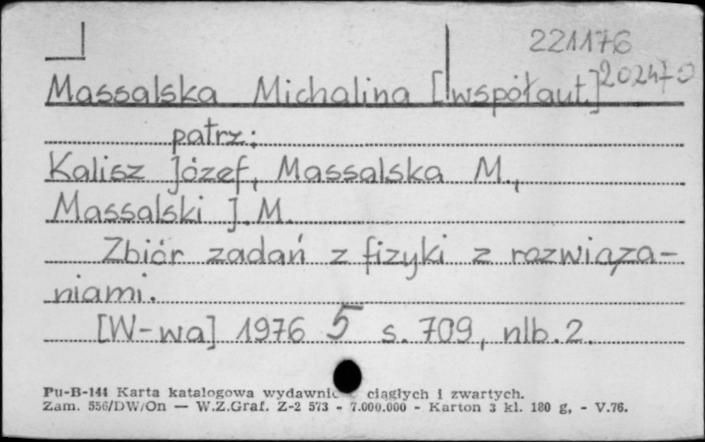 221176
Massalska Michalina [współaut.] 202470
patrz:
Kalisz Józef, Massalska M.,
Massalski J. M.
Zbiór zadań z fizyki z rozwiąza-
niami.
[W-wa] 1976 5 s. 709, nlb. 2.
Pu-B-144 Karta katalogowa wydawnic ciągłych i zwartych.
Zam. 556/DW/On — W.Z.Graf. Z-2 573 - 7.000.000 - Karton 3 kl. 180 g, - V.76.